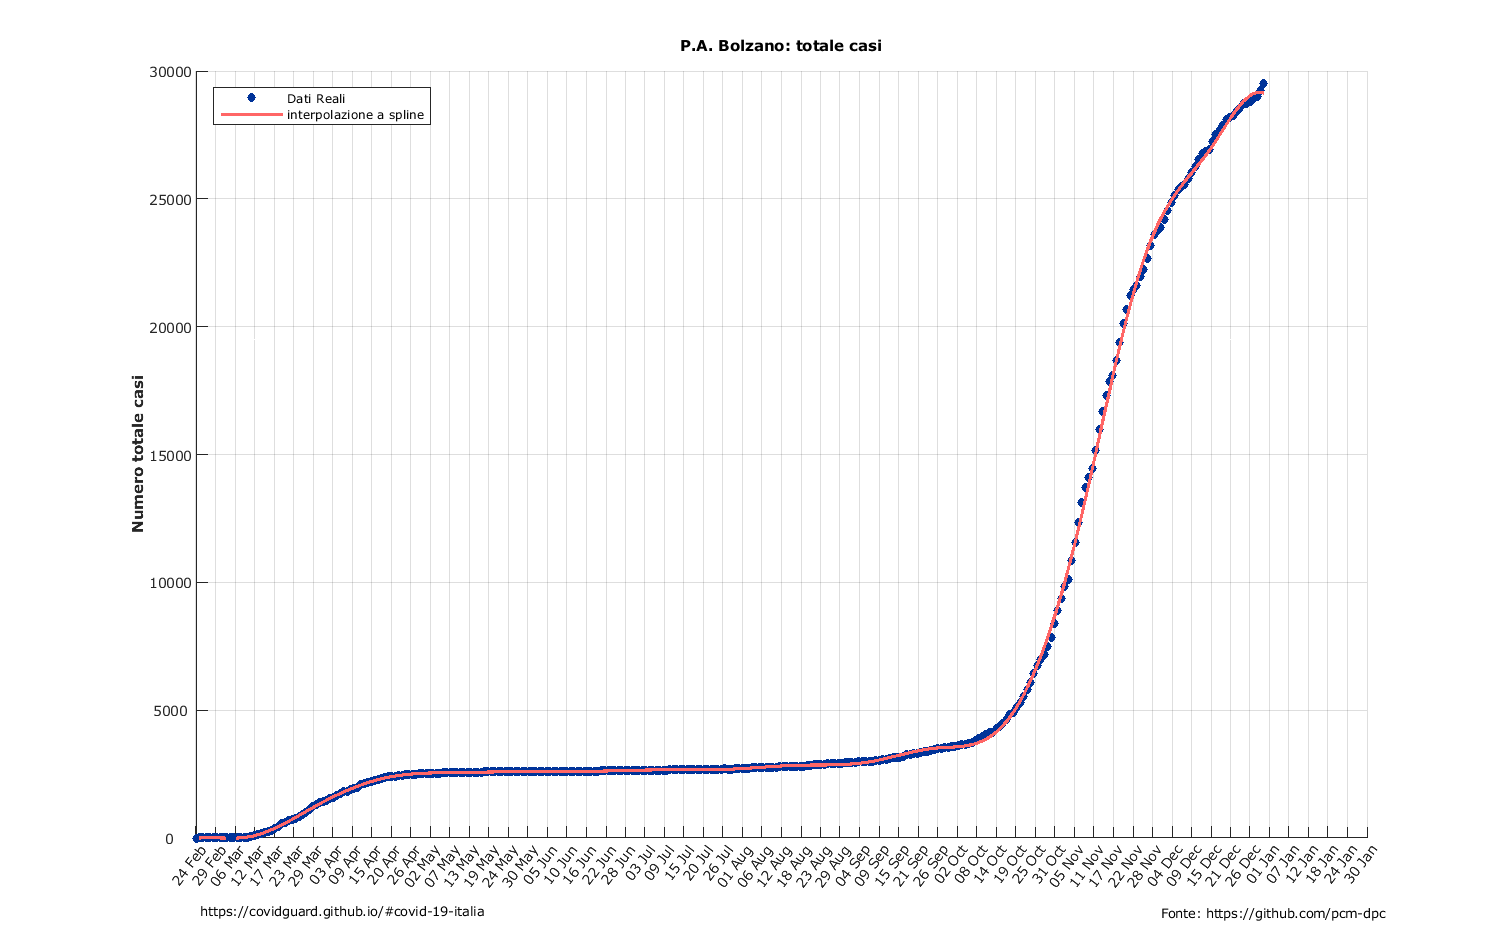 P.A. Bolzano: totale casi
30000
25000
20000
15000
10000
5000
0
Dati Reali
interpolazione a spline
Numero totale casi
24 Feb
29 Feb
06 Mar
12 Mar
17 Mar
23 Mar
29 Mar
03 Apr
09 Apr
15 Apr
20 Apr
26 Apr
02 May
07 May
13 May
19 May
24 May
30 May
05 Jun
10 Jun
16 Jun
22 Jun
28 Jun
03 Jul
09 Jul
15 Jul
20 Jul
26 Jul
01 Aug
06 Aug
12 Aug
18 Aug
23 Aug
29 Aug
04 Sep
09 Sep
15 Sep
21 Sep
26 Sep
02 Oct
08 Oct
14 Oct
19 Oct
25 Oct
31 Oct
05 Nov
11 Nov
17 Nov
22 Nov
28 Nov
04 Dec
09 Dec
15 Dec
21 Dec
26 Dec
01 Jan
07 Jan
12 Jan
18 Jan
24 Jan
30 Jan
https://covidguard.github.io/#covid-19-italia
Fonte: https://github.com/pcm-dpc